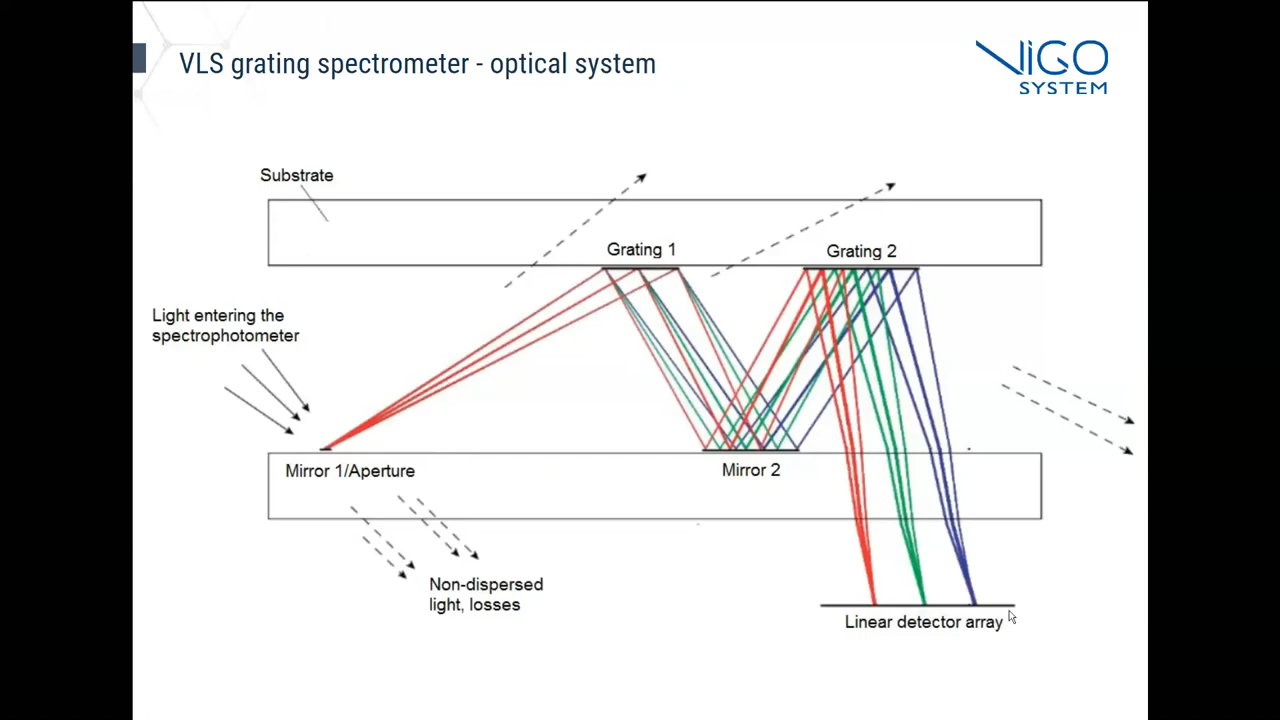 VLS grating spectrometer - optical system
VIGO
SYSTEM
Substrate
Grating 1
Grating 2
Light entering the
spectrophotometer
Mirror 1/Aperture
Mirror 2
Non-dispersed
light, losses
Linear detector array